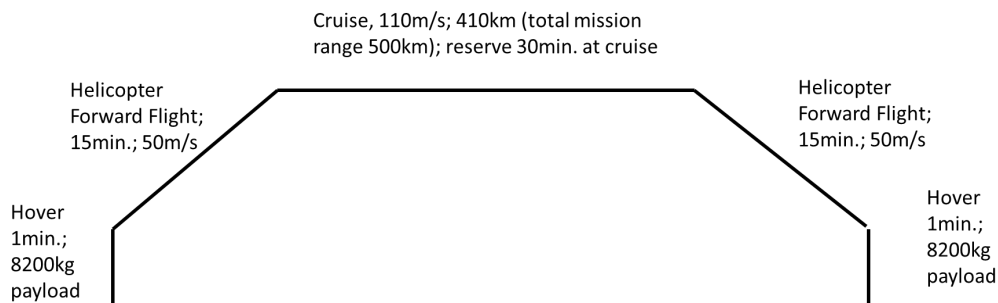 Cruise, 110m/s; 410km (total mission
range 500km); reserve 30min. at cruise
Helicopter
Forward Flight;
15min.; 50m/s
Helicopter
Forward Flight;
15min.; 50m/s
Hover
1min.;
8200kg
payload
Hover
1min.;
8200kg
payload